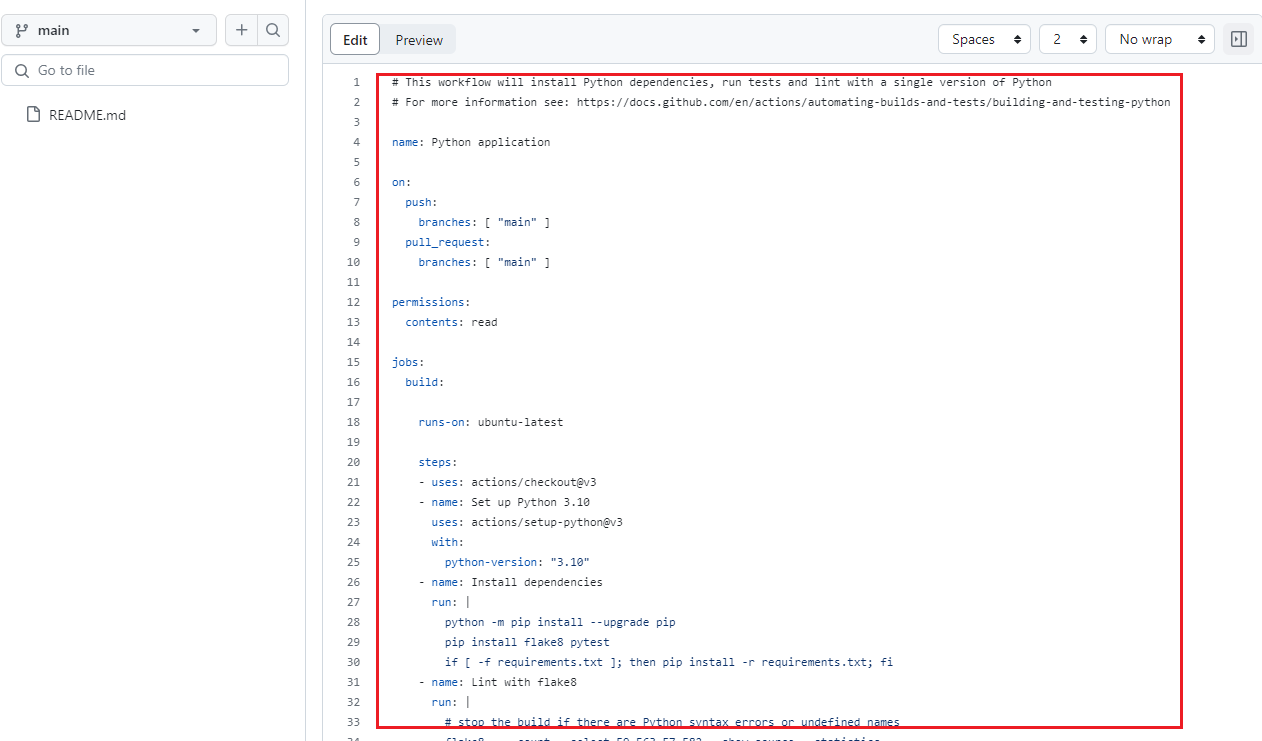 main
Go to file
README.md
Edit Preview Spaces 2 No wrap
1 # This workflow will install Python dependencies, run tests and lint with a single version of Python
2 # For more information see: https://docs.github.com/en/actions/automating-builds-and-tests/building-and-testing-python
3
4 name: Python application
5
6 on:
7 push:
8 branches: [ "main" ]
9 pull_request:
10 branches: [ "main" ]
11
12 permissions:
13 contents: read
14
15 jobs:
16 build:
17
18 runs-on: ubuntu-latest
19
20 steps:
21 - uses: actions/checkout@v3
22 - name: Set up Python 3.10
23 uses: actions/setup-python@v3
24 with:
25 python-version: "3.10"
26 - name: Install dependencies
27 run: |
28 python -m pip install --upgrade pip
29 pip install flake8 pytest
30 if [ -f requirements.txt ]; then pip install -r requirements.txt; fi
31 - name: Lint with flake8
32 run: |
33 # stop the build if there are Python syntax errors or undefined names